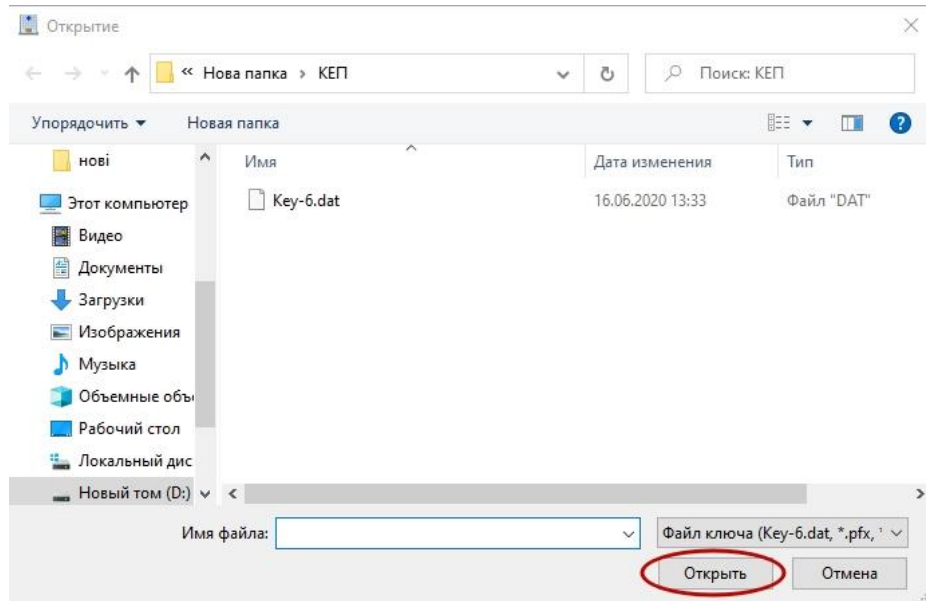 Открытие
« Нова папка › КЕП
Поиск: КЕП
Упорядочить Новая папка
нові
Имя Дата изменения Тип
Key-6.dat 16.06.2020 13:33 Файл "DAT"
Этот компьютер
Видео
Документы
Загрузки
Изображения
Музыка
Объемные объ
Рабочий стол
Локальный дис
Новый том (D:)
Имя файла:
Файл ключа (Key-6.dat, *.pfx,
Открыть Отмена